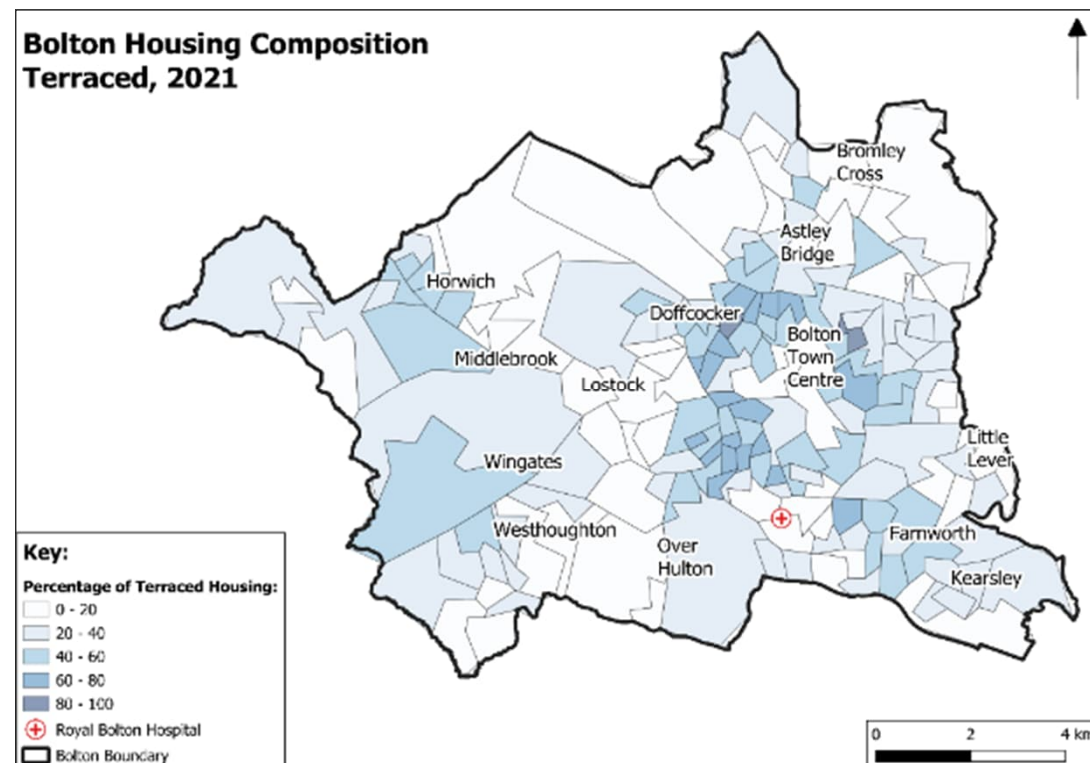 Bolton Housing Composition
Terraced, 2021
Bromley
Cross
Astley
Bridge
Horwich
Doffcocker
Bolton
Town
Centre
Middlebrook
Lostock
Little
Lever
Wingates
Westhoughton
Over
Hulton
Farnworth
Kearsley
Key:
Percentage of Terraced Housing:
0 - 20
20 - 40
40 - 60
60 - 80
80 - 100
Royal Bolton Hospital
Bolton Boundary
0 2 4 km